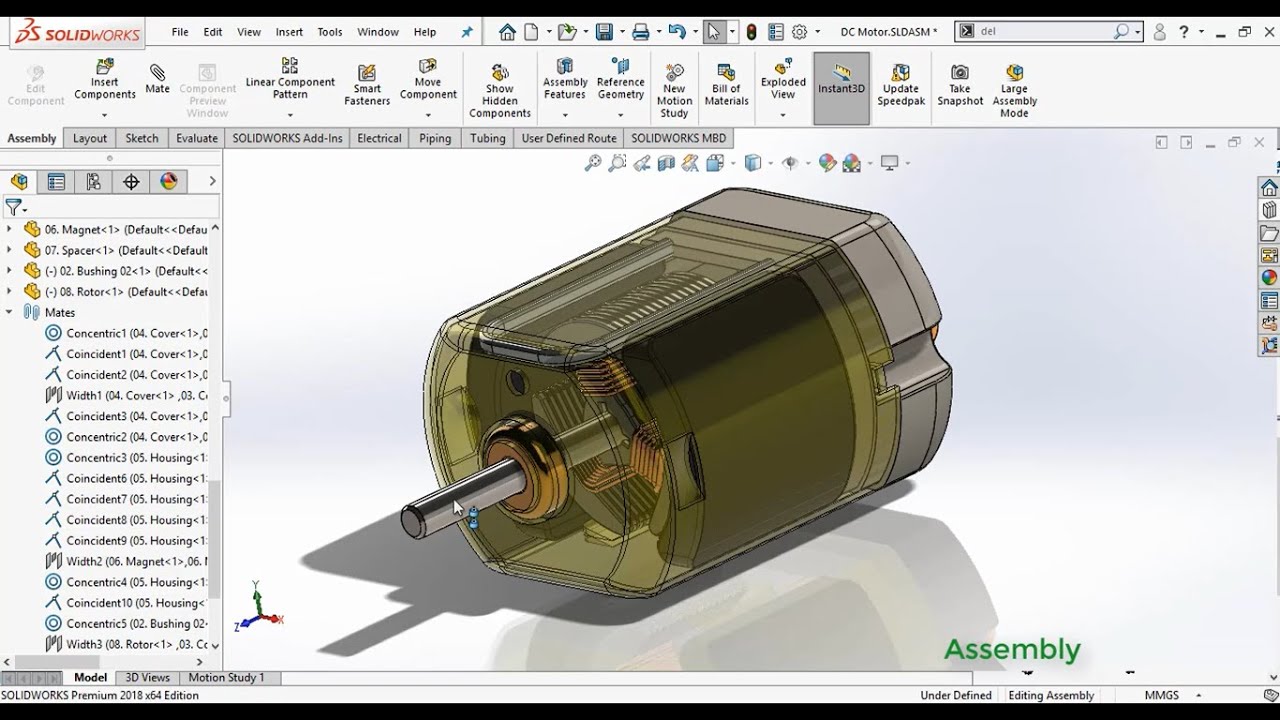 SOLIDWORKS File Edit View Insert Tools Window Help DC Motor.SLDASM * del ?
Edit Component
Insert Components
Mate
Component Preview Window
Linear Component Pattern
Smart Fasteners
Move Component
Show Hidden Components
Assembly Features
Reference Geometry
New Motion Study
Bill of Materials
Exploded View
Instant3D
Update Speedpak
Take Snapshot
Large Assembly Mode
Assembly Layout Sketch Evaluate SOLIDWORKS Add-Ins Electrical Piping Tubing User Defined Route SOLIDWORKS MBD
06. Magnet<1> (Default<<Defau
07. Spacer<1> (Default<<Default
(-) 02. Bushing 02<1> (Default<<
(-) 08. Rotor<1> (Default<<Defau
Mates
Concentric1 (04. Cover<1>,0
Coincident1 (04. Cover<1>,0
Coincident2 (04. Cover<1>,0
Width1 (04. Cover<1> ,03. Cc
Coincident3 (04. Cover<1>,0
Concentric2 (04. Cover<1>,0
Concentric3 (05. Housing<1>
Coincident6 (05. Housing<1>
Coincident7 (05. Housing<1>
Coincident8 (05. Housing<1>
Coincident9 (05. Housing<1>
Width2 (06. Magnet<1>,06. M
Concentric4 (05. Housing<1>
Coincident10 (05. Housing<1
Concentric5 (02. Bushing 02<
Width3 (08. Rotor<1> ,03. Cc
Y
Z X
Assembly
Model 3D Views Motion Study 1
SOLIDWORKS Premium 2018 x64 Edition Under Defined Editing Assembly MMGS